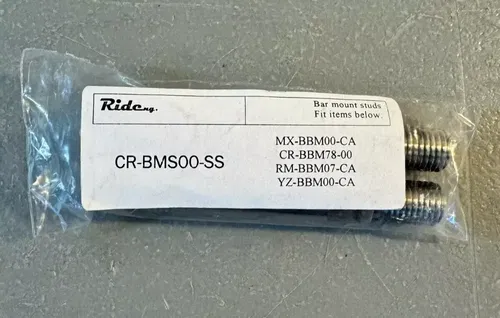 Rideng.
Bar mount studs
Fit items below.
CR-BMS00-SS
MX-BBM00-CA
CR-BBM78-00
RM-BBM07-CA
YZ-BBM00-CA